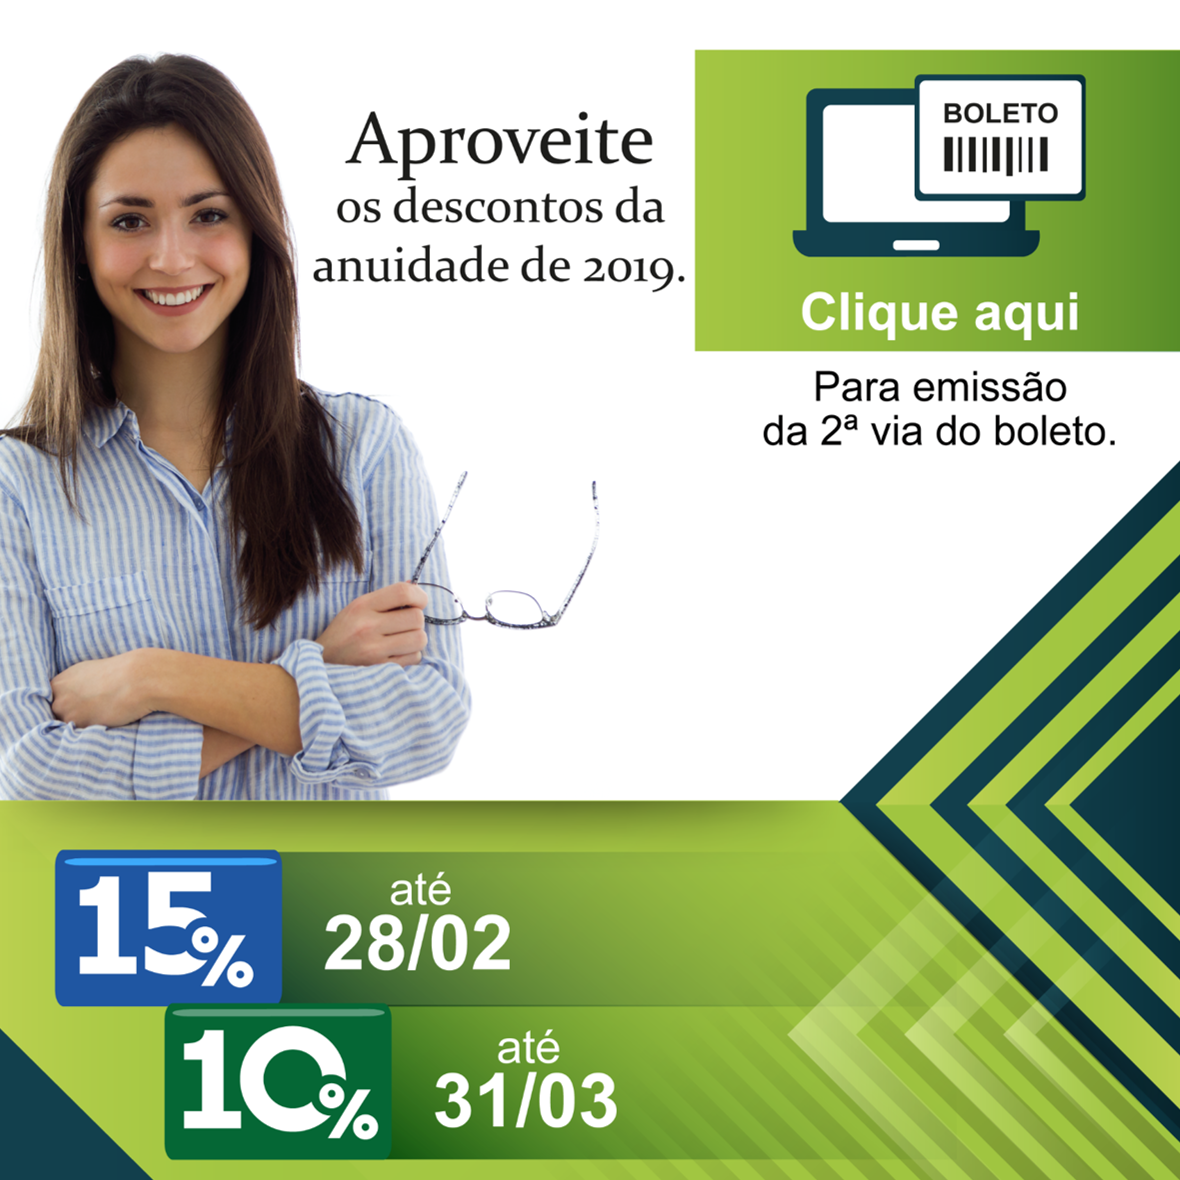 Aproveite
os descontos da
anuidade de 2019.
BOLETO
Clique aqui
Para emissão
da 2ª via do boleto.
15%
até
28/02
10%
até
31/03